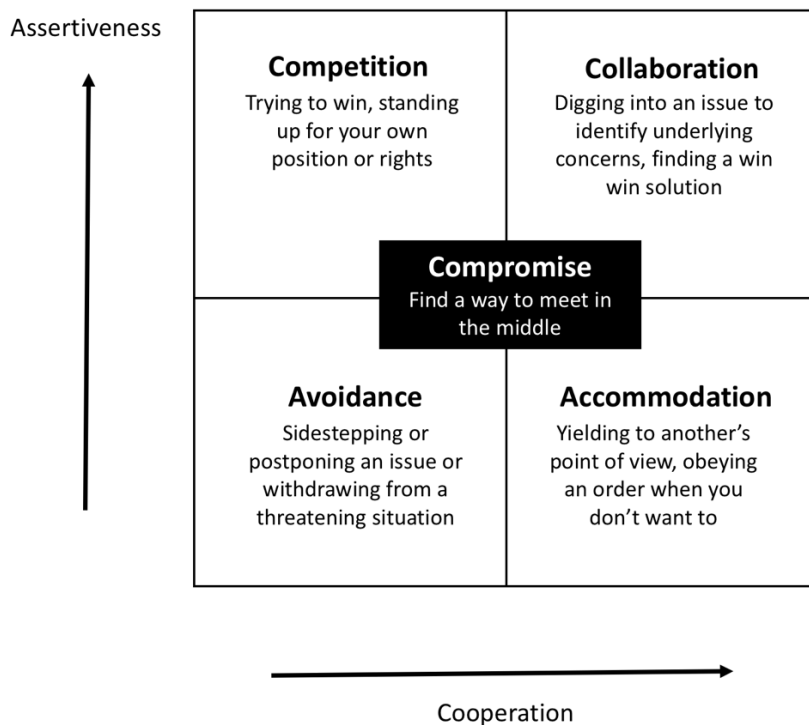 Assertiveness
Competition
Trying to win, standing
up for your own
position or rights
Collaboration
Digging into an issue to
identify underlying
concerns, finding a win
win solution
Compromise
Find a way to meet in
the middle
Avoidance
Sidestepping or
postponing an issue or
withdrawing from a
threatening situation
Accommodation
Yielding to another’s
point of view, obeying
an order when you
don’t want to
Cooperation